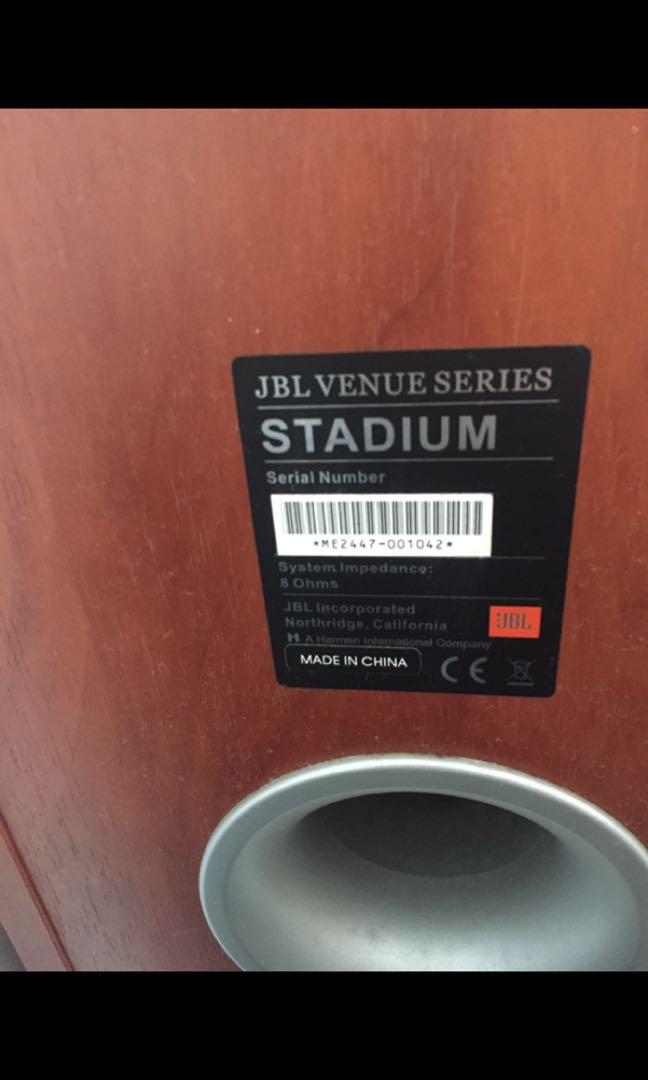 JBL VENUE SERIES
STADIUM
Serial Number
*ME2447-001042*
System Impedance:
8 Ohms
JBL Incorporated
Northridge, California
JBL
H A Harman International Company
MADE IN CHINA
CE